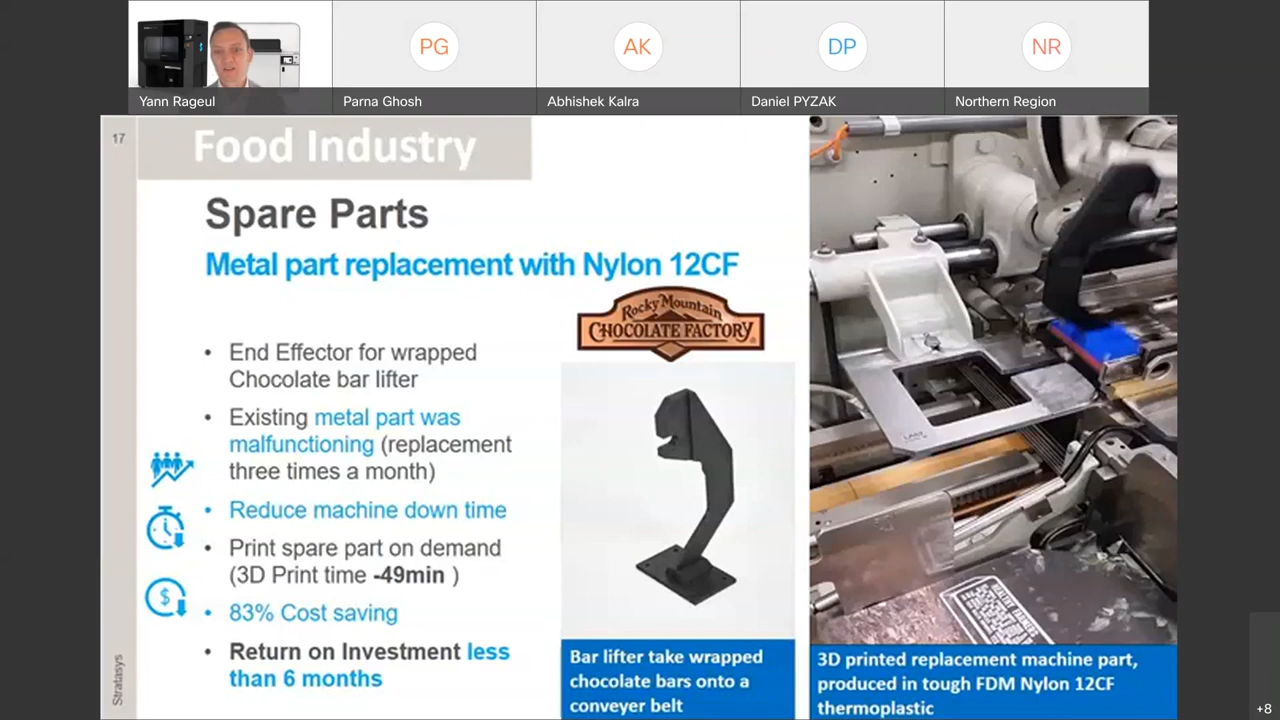 PG
AK
DP
NR
Yann Rageul
Parna Ghosh
Abhishek Kalra
Daniel PYZAK
Northern Region
17
Food Industry
Spare Parts
Metal part replacement with Nylon 12CF
Rocky Mountain
CHOCOLATE FACTORY
• End Effector for wrapped
Chocolate bar lifter
• Existing metal part was
malfunctioning (replacement
three times a month)
• Reduce machine down time
• Print spare part on demand
(3D Print time -49min )
• 83% Cost saving
• Return on Investment less
than 6 months
Stratasys
Bar lifter take wrapped
chocolate bars onto a
conveyer belt
3D printed replacement machine part,
produced in tough FDM Nylon 12CF
thermoplastic
+8